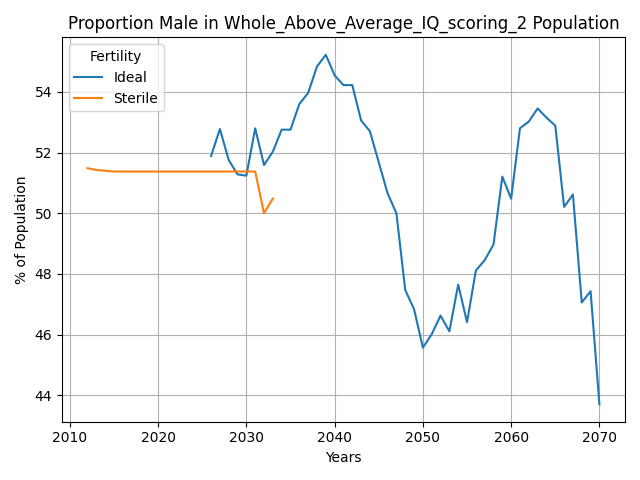 Proportion Male in Whole_Above_Average_IQ_scoring_2 Population
Fertility
Ideal
Sterile
% of Population
54
52
50
48
46
44
2010 2020 2030 2040 2050 2060 2070
Years